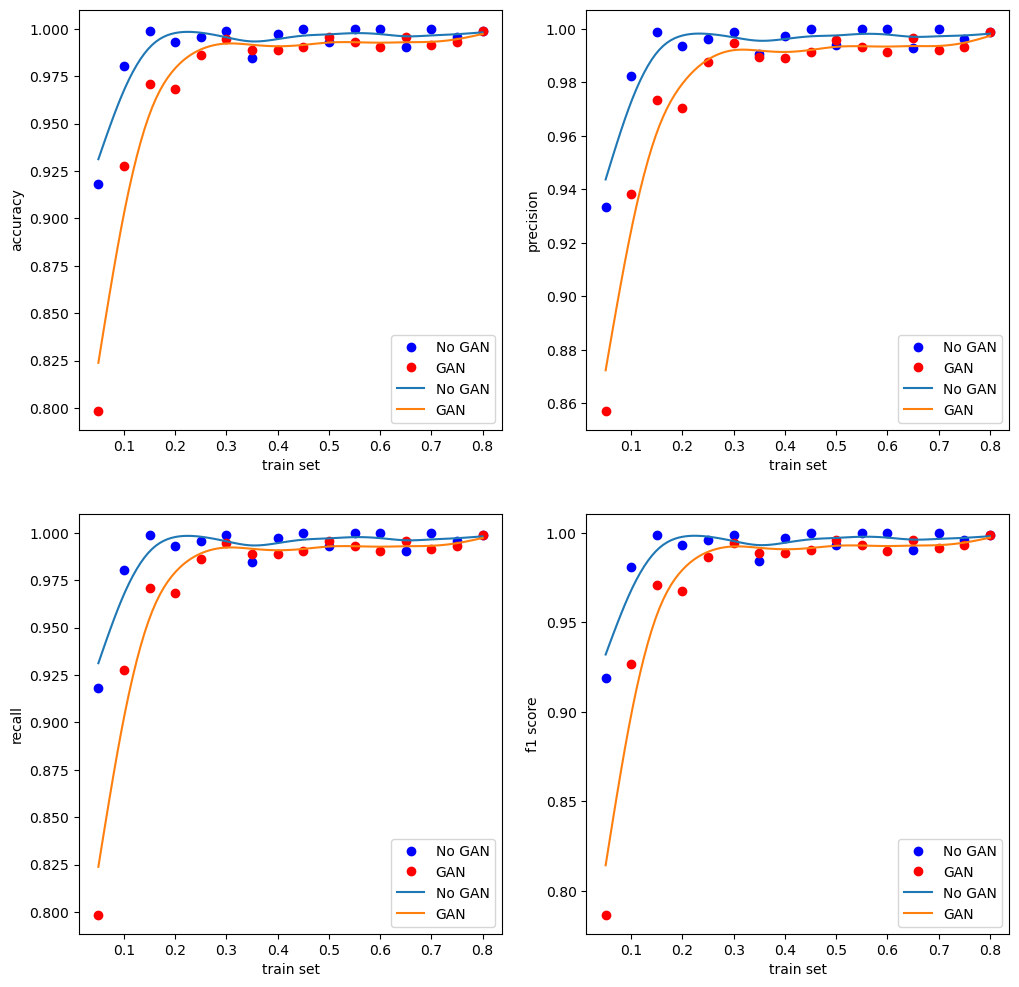 1.000
0.975
0.950
0.925
0.900
0.875
0.850
0.825
0.800
accuracy
0.1 0.2 0.3 0.4 0.5 0.6 0.7 0.8
train set
No GAN
GAN
No GAN
GAN
1.00
0.98
0.96
0.94
0.92
0.90
0.88
0.86
precision
0.1 0.2 0.3 0.4 0.5 0.6 0.7 0.8
train set
No GAN
GAN
No GAN
GAN
1.000
0.975
0.950
0.925
0.900
0.875
0.850
0.825
0.800
recall
0.1 0.2 0.3 0.4 0.5 0.6 0.7 0.8
train set
No GAN
GAN
No GAN
GAN
1.00
0.95
0.90
0.85
0.80
f1 score
0.1 0.2 0.3 0.4 0.5 0.6 0.7 0.8
train set
No GAN
GAN
No GAN
GAN